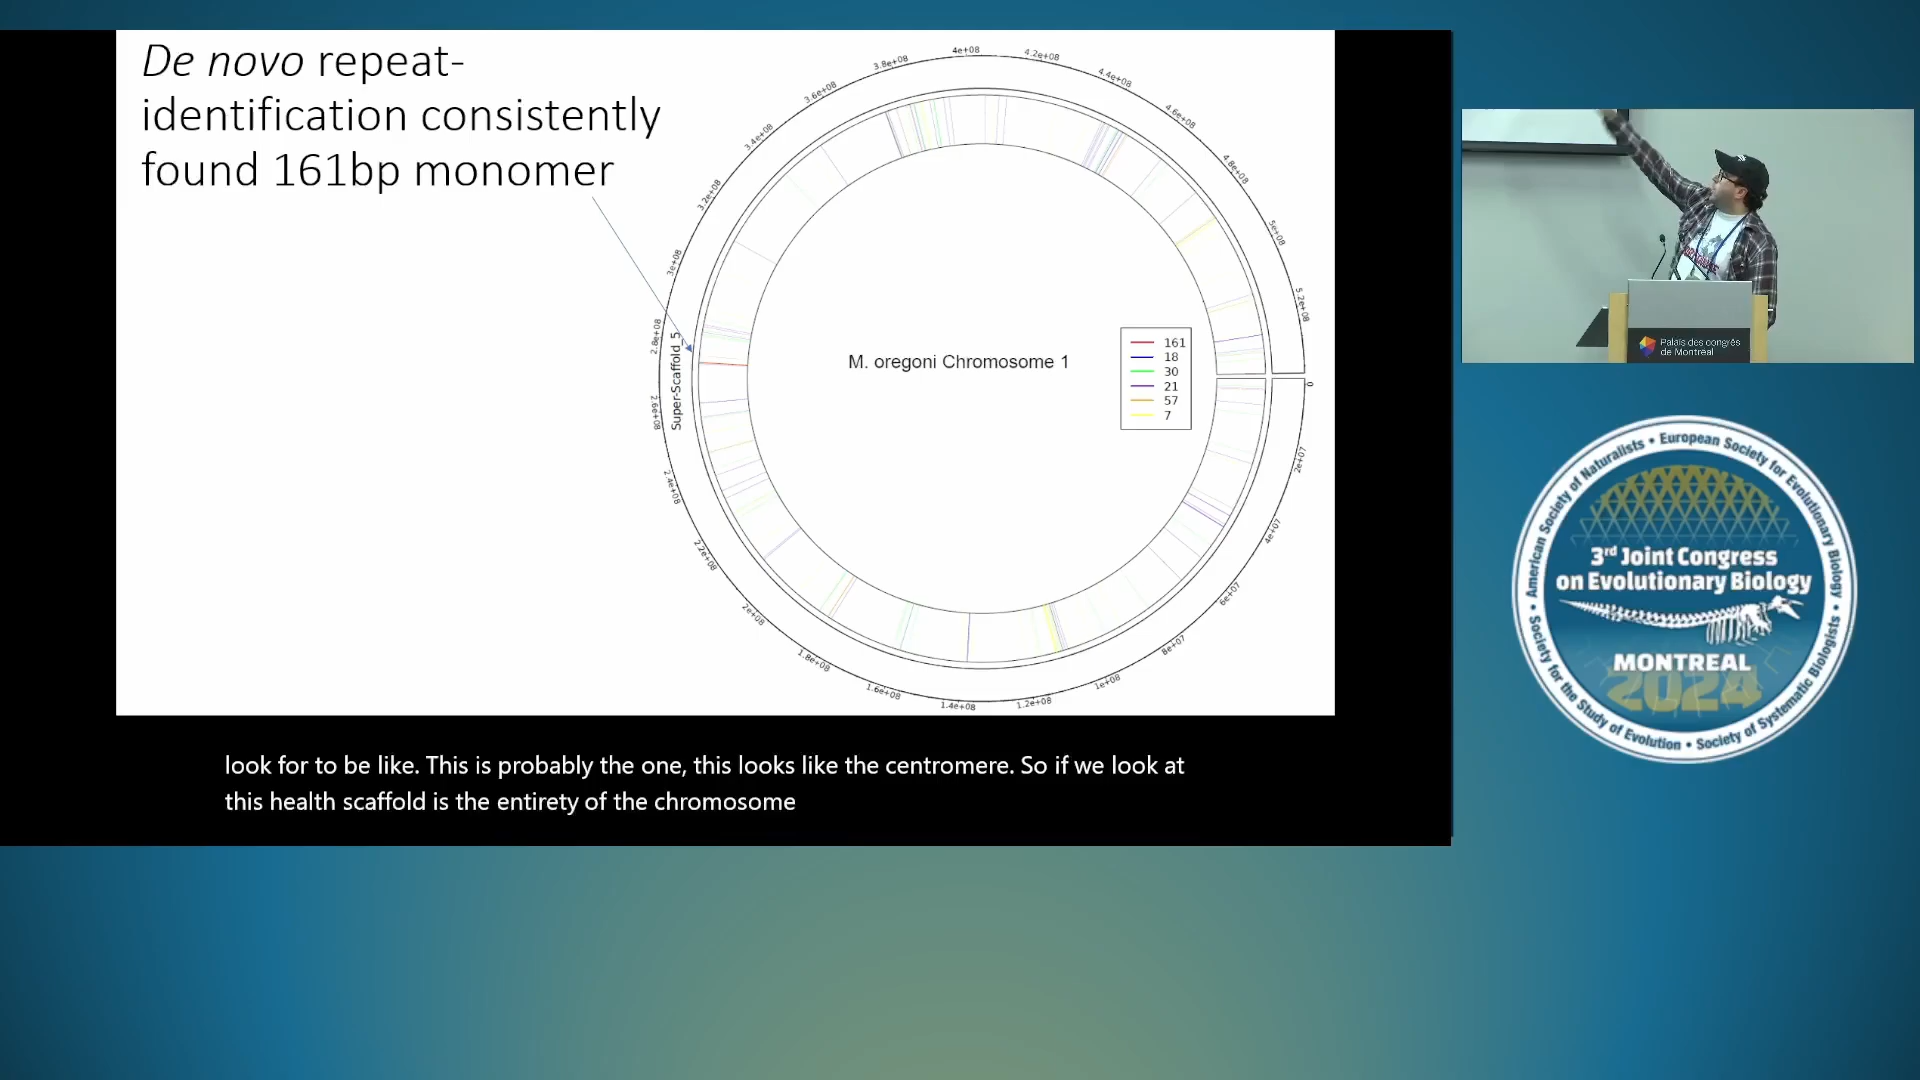 De novo repeat-
identification consistently
found 161bp monomer
4e+08
4.2e+08
4.4e+08
4.6e+08
4.8e+08
5e+08
5.2e+08
0
2e+07
4e+07
6e+07
8e+07
1e+08
1.2e+08
1.4e+08
1.6e+08
1.8e+08
2e+08
2.2e+08
2.4e+08
2.6e+08
2.8e+08
3e+08
3.2e+08
3.4e+08
3.6e+08
3.8e+08
Super-Scaffold_5
M. oregoni Chromosome 1
161
18
30
21
57
7
look for to be like. This is probably the one, this looks like the centromere. So if we look at
this health scaffold is the entirety of the chromosome
Palais des congrès
de Montréal
American Society of Naturalists • European Society for Evolutionary Biology •
Society for the Study of Evolution • Society of Systematic Biologists •
3rd Joint Congress
on Evolutionary Biology
MONTREAL
2024